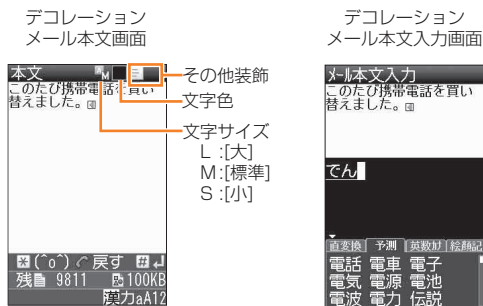 デコレーション
メール本文画面
本文
このたび携帯電話を買い
替えました。
(^o^) 戻す
残 9811 100KB
漢カaA12
その他装飾
文字色
文字サイズ
L :[大]
M:[標準]
S :[小]
デコレーション
メール本文入力画面
ﾒｰﾙ本文入力
このたび携帯電話を買い
替えました。
でん
直変換 予測 英数ｶﾅ 絵顔記
電話 電車 電子
電気 電源 電池
電波 電力 伝説